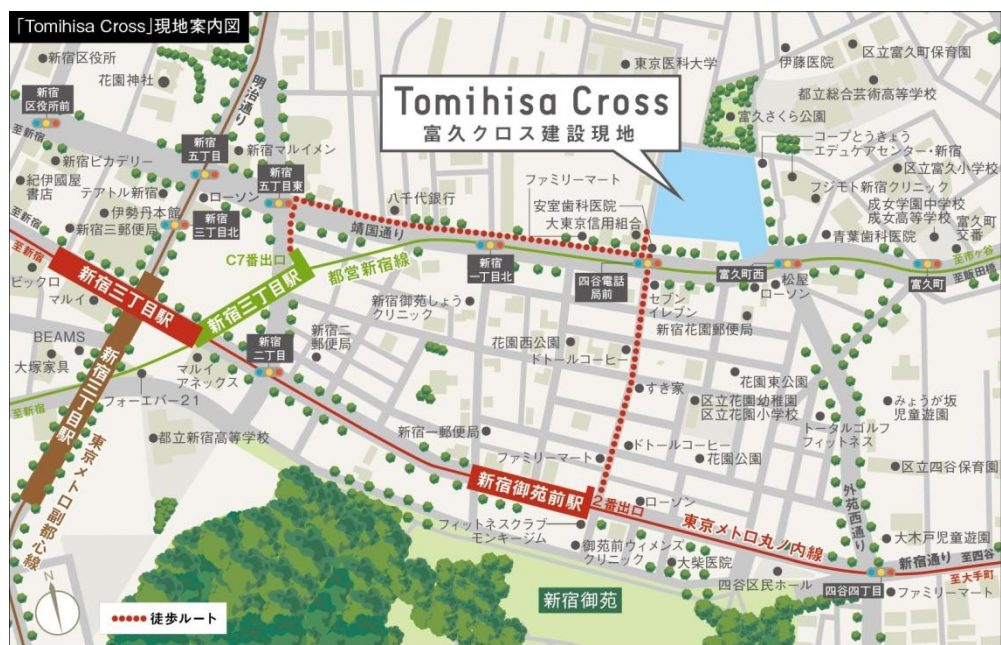 「Tomihisa Cross」現地案内図
新宿区役所
花園神社
明治通り
新宿
区役所前
至新宿
新宿ピカデリー
紀伊國屋
書店
テアトル新宿
伊勢丹本館
新宿三郵便局
新宿
五丁目
新宿マルイメン
ローソン
新宿
五丁目東
新宿
三丁目北
八千代銀行
靖国通り
東京医科大学
伊藤医院
区立富久町保育園
都立総合芸術高等学校
Tomihisa Cross
富久クロス建設現地
富久さくら公園
コープとうきょう
エデュケアセンター・新宿
区立富久小学校
フジモト新宿クリニック
成女学園中学校
成女高等学校
富久町
交番
青葉歯科医院
ファミリーマート
安室歯科医院
大東京信用組合
至市ヶ谷
至飯田橋
至新宿
至新宿
ビックロ
マルイ
新宿三丁目駅
C7番出口
新宿三丁目駅
都営新宿線
新宿
一丁目北
四谷電話
局前
富久町西
松屋
ローソン
富久町
セブン
イレブン
新宿花園郵便局
新宿御苑しょう
クリニック
新宿二
郵便局
新宿
二丁目
花園西公園
ドトールコーヒー
BEAMS
大塚家具
至新宿
マルイ
アネックス
フォーエバー21
新宿三丁目駅
東京メトロ副都心線
都立新宿高等学校
すき家
花園東公園
区立花園幼稚園
区立花園小学校
みょうが坂
児童遊園
トータルゴルフ
フィットネス
新宿一郵便局
ドトールコーヒー
ファミリーマート
花園公園
区立四谷保育園
外苑西通り
新宿御苑前駅
2番出口
ローソン
東京メトロ丸ノ内線
フィットネスクラブ
モンキージム
御苑前ウィメンズ
クリニック
大柴医院
大木戸児童遊園
新宿通り
至四谷
至大手町
四谷区民ホール
四谷四丁目
ファミリーマート
新宿御苑
N
徒歩ルート